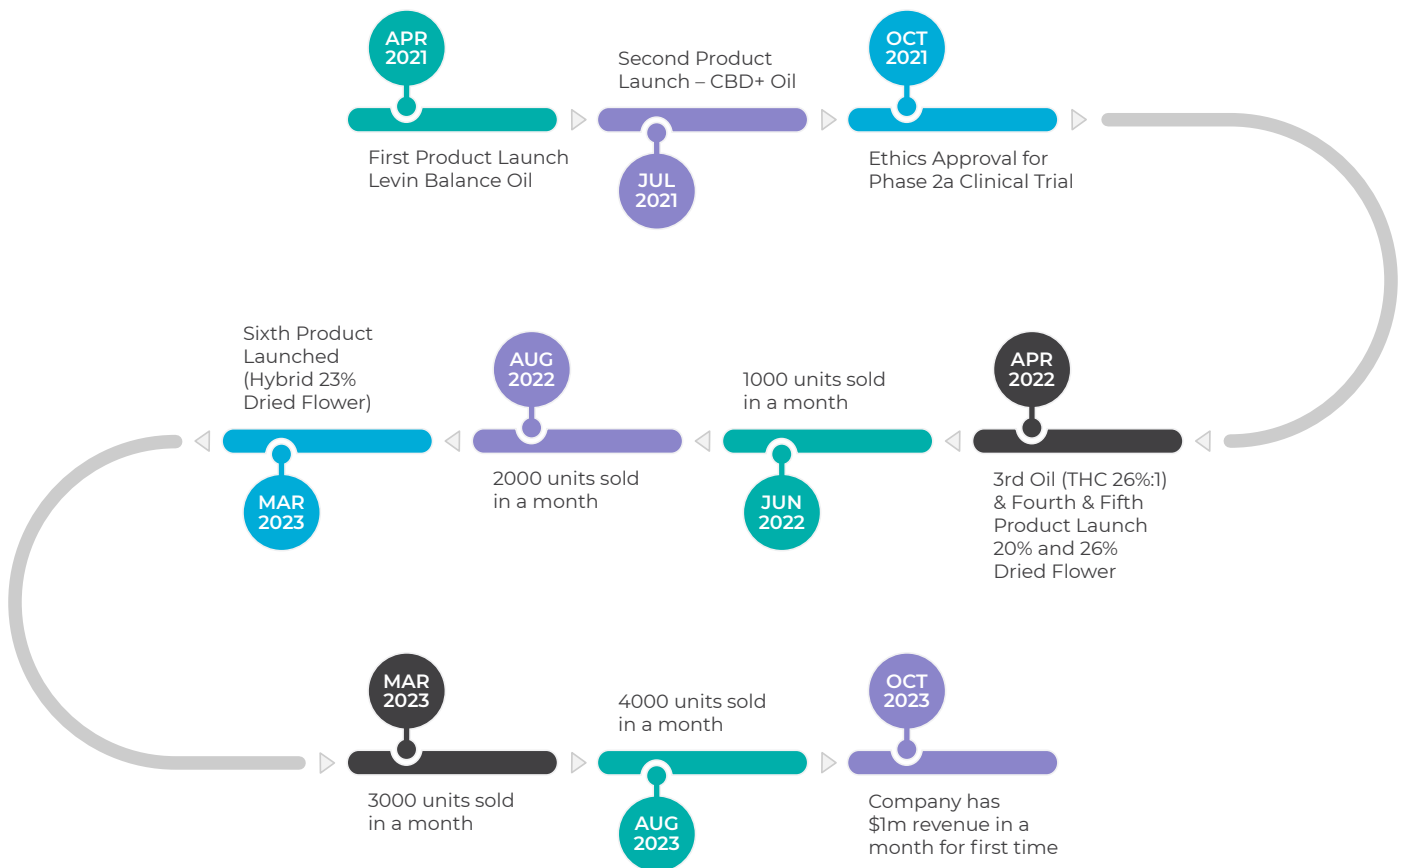 APR
2021
First Product Launch
Levin Balance Oil
Second Product
Launch – CBD+ Oil
JUL
2021
OCT
2021
Ethics Approval for
Phase 2a Clinical Trial
APR
2022
3rd Oil (THC 26%:1)
& Fourth & Fifth
Product Launch
20% and 26%
Dried Flower
1000 units sold
in a month
JUN
2022
AUG
2022
2000 units sold
in a month
Sixth Product
Launched
(Hybrid 23%
Dried Flower)
MAR
2023
MAR
2023
3000 units sold
in a month
4000 units sold
in a month
AUG
2023
OCT
2023
Company has
$1m revenue in a
month for first time